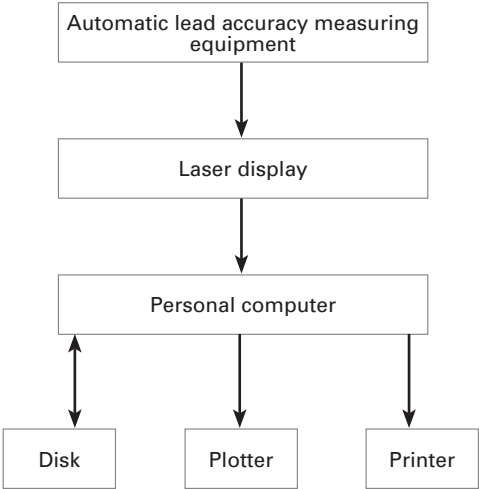 Automatic lead accuracy measuring
equipment
Laser display
Personal computer
Disk
Plotter
Printer